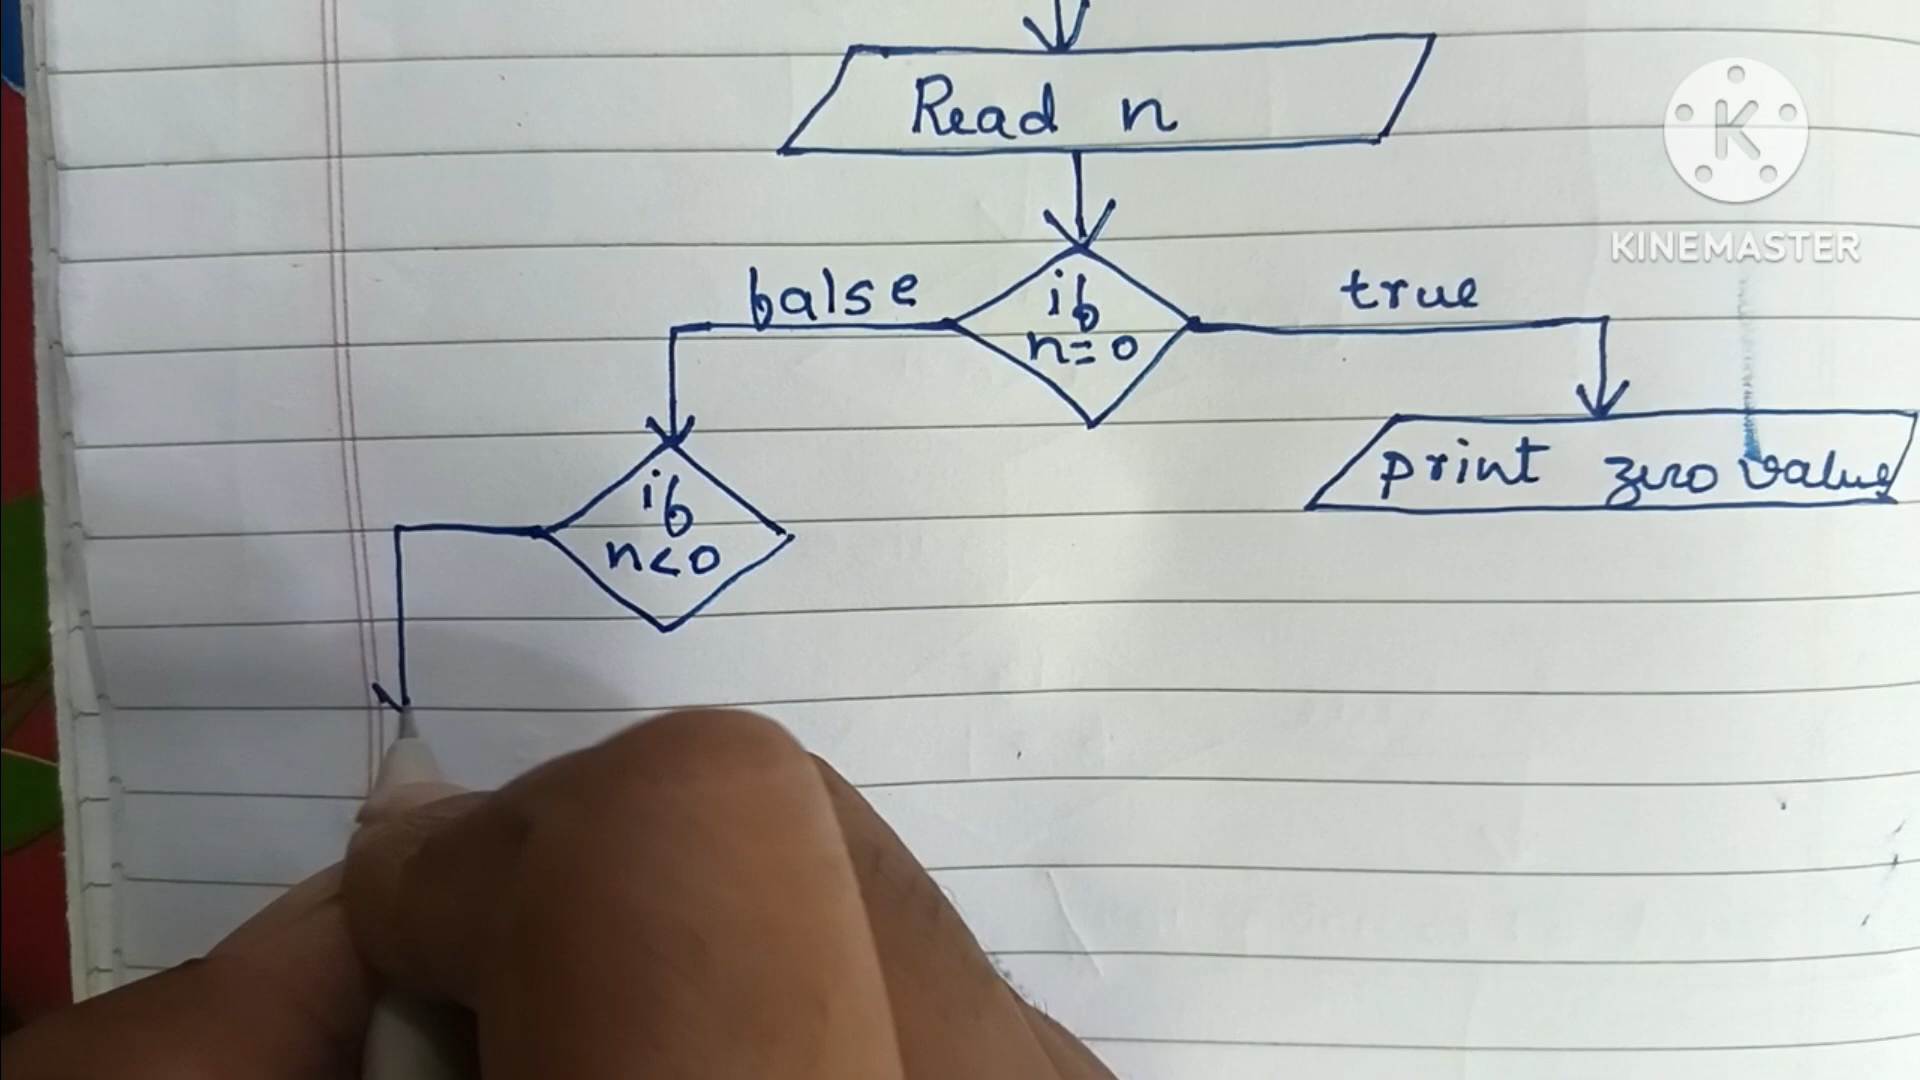 Read n
KINEMASTER
false
if
n=0
true
print zero value
if
n<0